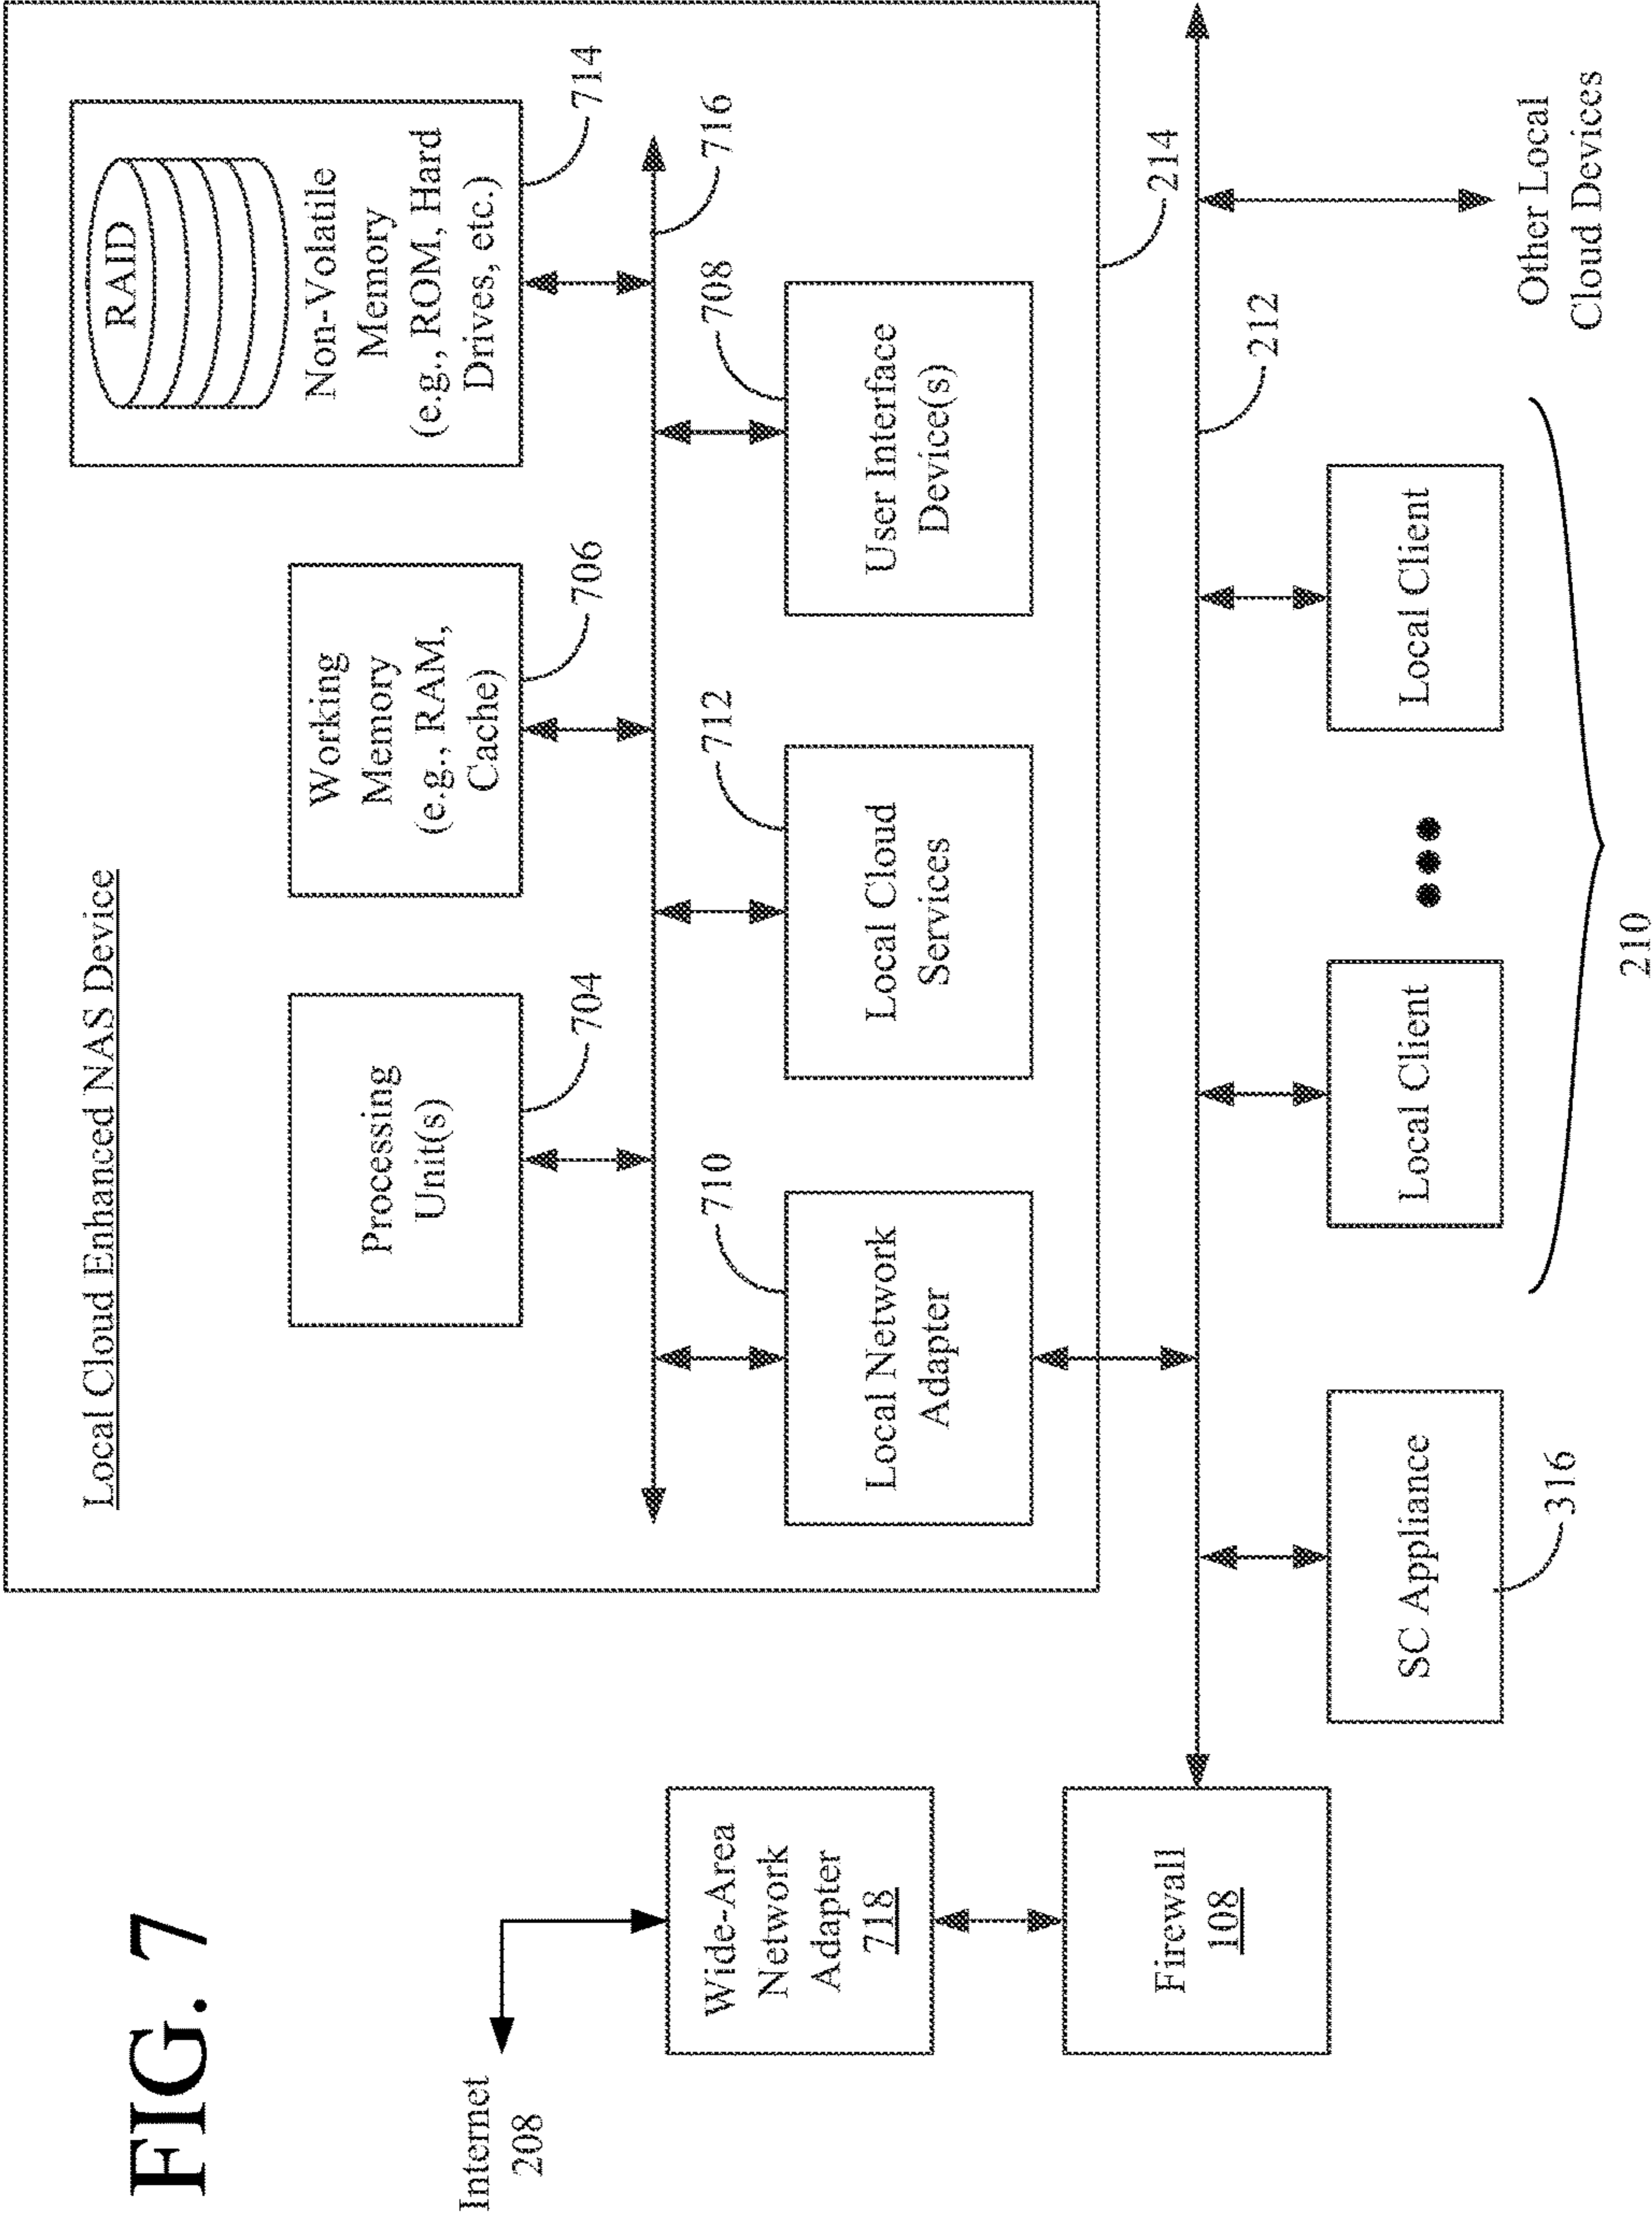 FIG. 7
Local Cloud Enhanced NAS Device
RAID
Non-Volatile
Memory
(e.g., ROM, Hard
Drives, etc.)
714
Working
Memory
(e.g., RAM,
Cache)
706
Processing
Unit(s)
704
716
Local Network
Adapter
710
Local Cloud
Services
712
User Interface
Device(s)
708
214
Internet
208
Wide-Area
Network
Adapter
718
Firewall
108
212
SC Appliance
316
Local Client
Local Client
210
Other Local
Cloud Devices